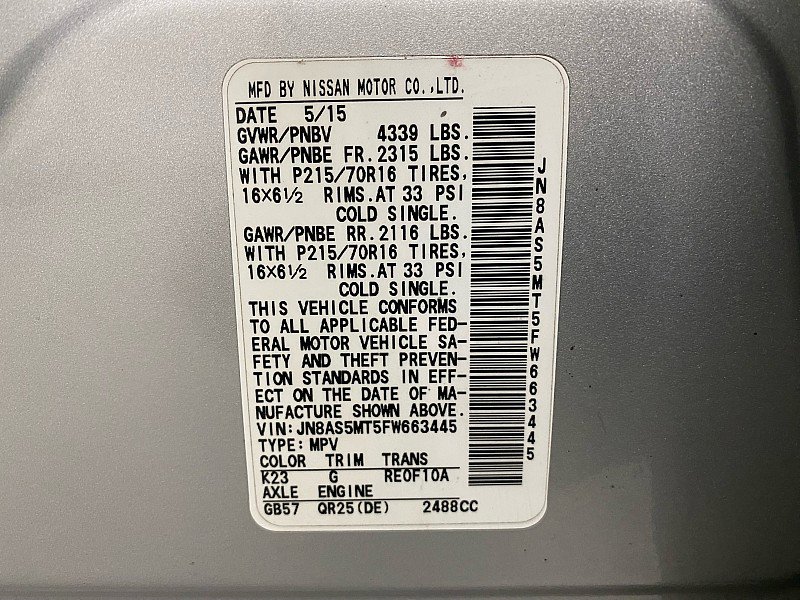 MFD BY NISSAN MOTOR CO.,LTD.
DATE 5/15
GVWR/PNBV 4339 LBS.
GAWR/PNBE FR.2315 LBS.
WITH P215/70R16 TIRES,
16X6½ RIMS.AT 33 PSI
COLD SINGLE.
GAWR/PNBE RR.2116 LBS.
WITH P215/70R16 TIRES,
16X6½ RIMS.AT 33 PSI
COLD SINGLE.
THIS VEHICLE CONFORMS
TO ALL APPLICABLE FED-
ERAL MOTOR VEHICLE SA-
FETY AND THEFT PREVEN-
TION STANDARDS IN EFF-
ECT ON THE DATE OF MA-
NUFACTURE SHOWN ABOVE.
VIN:JN8AS5MT5FW663445
TYPE:MPV
COLOR TRIM TRANS
K23 G RE0F10A
AXLE ENGINE
GB57 QR25(DE) 2488CC
JN8AS5MT5FW663445